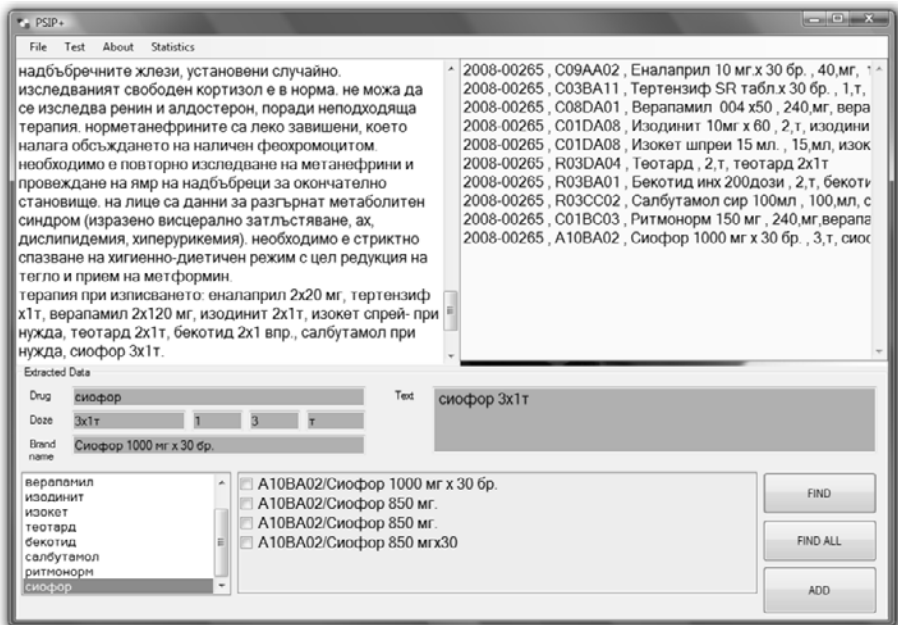 PSIP+
File Test About Statistics
надбъбречните жлези, установени случайно.
изследваният свободен кортизол е в норма. не можа да
се изследва ренин и алдостерон, поради неподходяща
терапия. норметанефрините са леко завишени, което
налага обсъждането на наличен феохромоцитом.
необходимо е повторно изследване на метанефрини и
провеждане на ямр на надбъбреци за окончателно
становище. на лице са данни за разгърнат метаболитен
синдром (изразено висцерално затлъстяване, ах,
дислипидемия, хиперурикемия). необходимо е стриктно
спазване на хигиенно-диетичен режим с цел редукция на
тегло и прием на метформин.
терапия при изписването: еналаприл 2х20 мг, тертензиф
х1т, верапамил 2х120 мг, изодинит 2х1т, изокет спрей- при
нужда, теотард 2х1т, бекотид 2х1 впр., салбутамол при
нужда, сиофор 3х1т.
2008-00265 , C09AA02 , Еналаприл 10 мг.х 30 бр. , 40,мг,
2008-00265 , C03BA11 , Тертензиф SR табл.х 30 бр. , 1,т,
2008-00265 , C08DA01 , Верапамил 004 х50 , 240,мг, вера
2008-00265 , C01DA08 , Изодинит 10мг х 60 , 2,т, изодини
2008-00265 , C01DA08 , Изокет шпреи 15 мл. , 15,мл, изок
2008-00265 , R03DA04 , Теотард , 2,т, теотард 2х1т
2008-00265 , R03BA01 , Бекотид инх 200дози , 2,т, бекоти
2008-00265 , R03CC02 , Салбутамол сир 100мл , 100,мл, с
2008-00265 , C01BC03 , Ритмонорм 150 мг , 240,мг,верапа
2008-00265 , A10BA02 , Сиофор 1000 мг х 30 бр. , 3,т, сиоф
Extracted Data
Drug сиофор
Doze 3х1т 1 3 т
Brand name Сиофор 1000 мг х 30 бр.
Text сиофор 3х1т
верапамил
изодинит
изокет
теотард
бекотид
салбутамол
ритмонорм
сиофор
A10BA02/Сиофор 1000 мг х 30 бр.
A10BA02/Сиофор 850 мг.
A10BA02/Сиофор 850 мг.
A10BA02/Сиофор 850 мгх30
FIND
FIND ALL
ADD